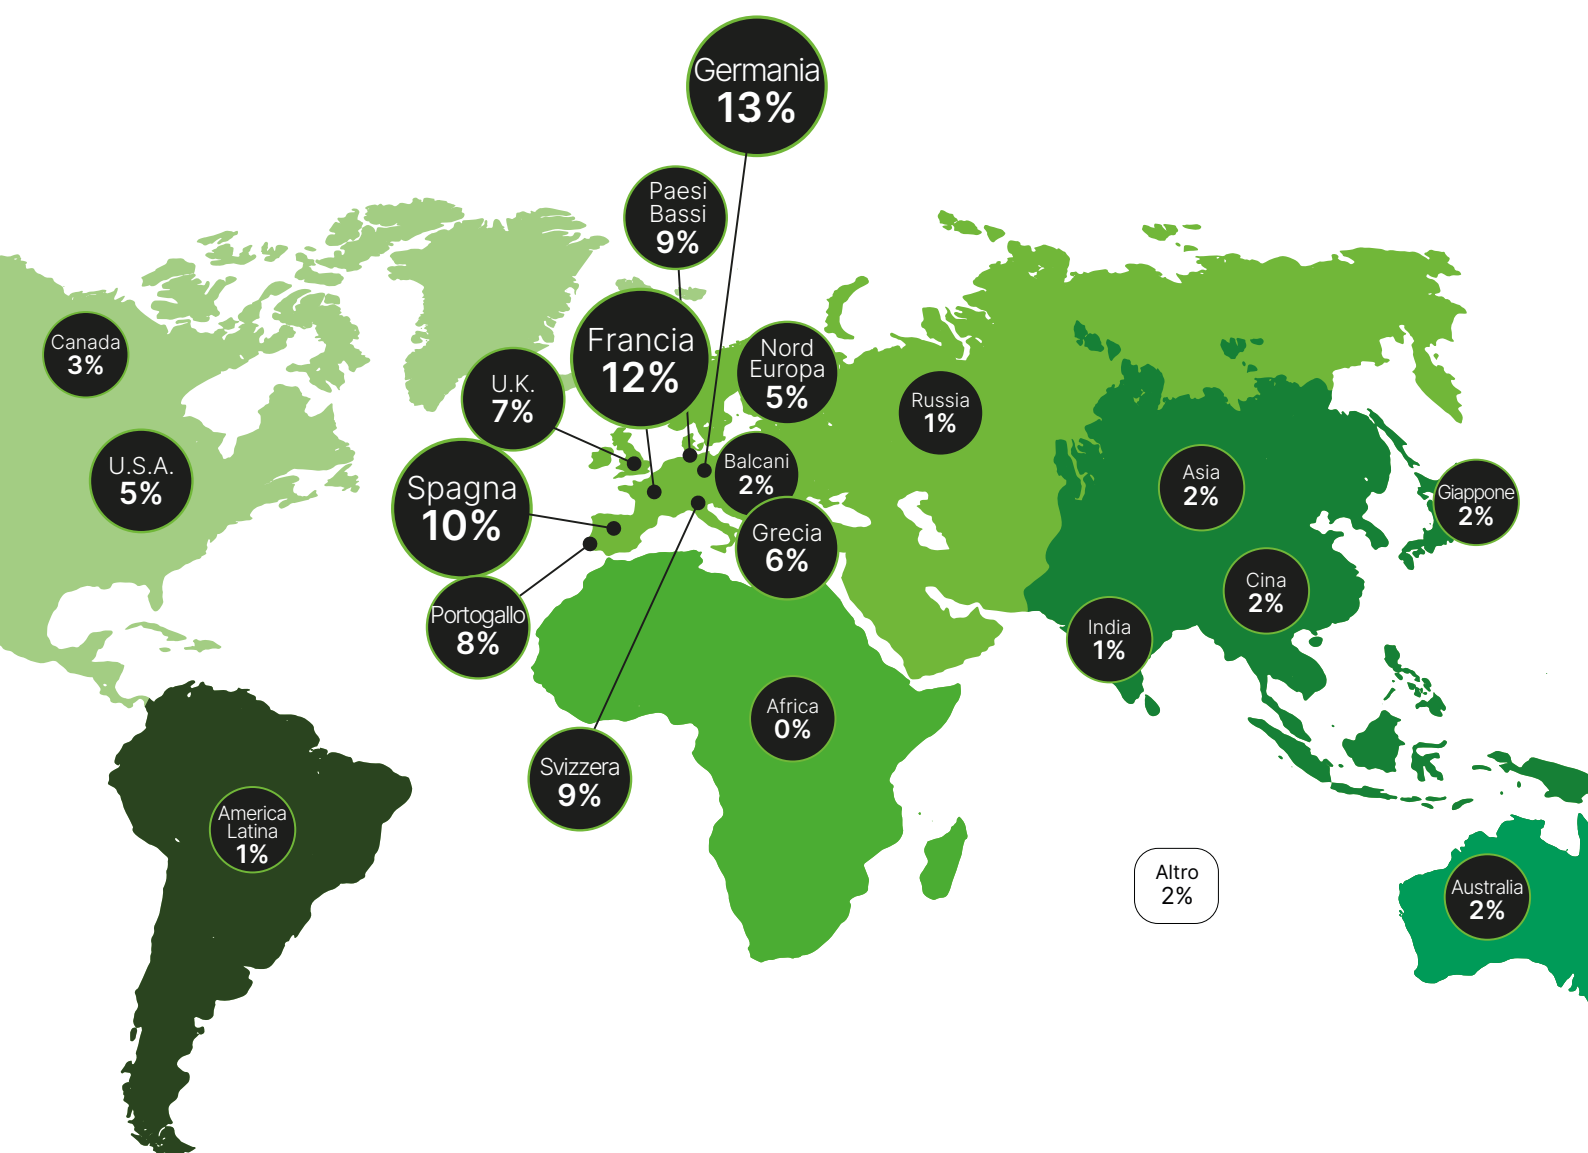 Germania
13%
Paesi
Bassi
9%
Francia
12%
Nord
Europa
5%
Canada
3%
U.K.
7%
Russia
1%
U.S.A.
5%
Balcani
2%
Spagna
10%
Asia
2%
Giappone
2%
Grecia
6%
Cina
2%
Portogallo
8%
India
1%
Africa
0%
Svizzera
9%
America
Latina
1%
Altro
2%
Australia
2%